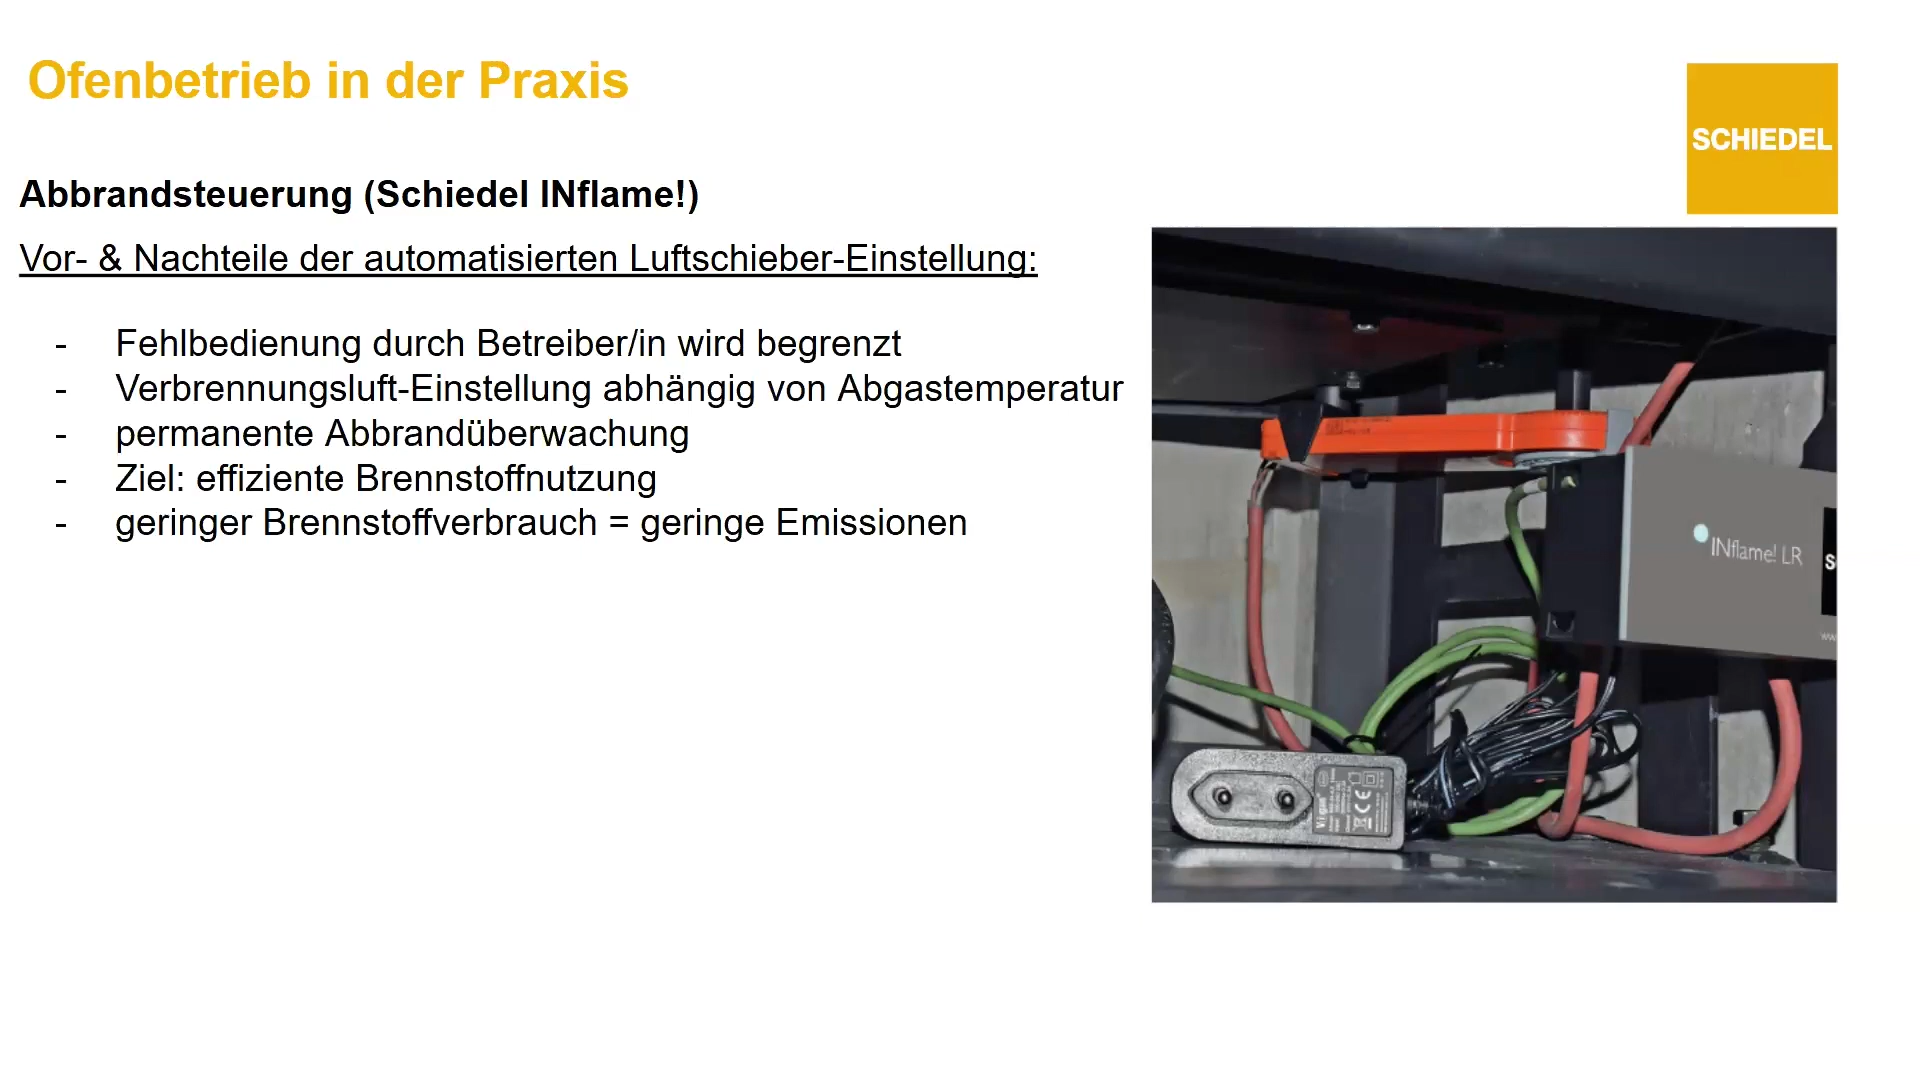 Ofenbetrieb in der Praxis
SCHIEDEL
Abbrandsteuerung (Schiedel INflame!)
Vor- & Nachteile der automatisierten Luftschieber-Einstellung:
- Fehlbedienung durch Betreiber/in wird begrenzt
- Verbrennungsluft-Einstellung abhängig von Abgastemperatur
- permanente Abbrandüberwachung
- Ziel: effiziente Brennstoffnutzung
- geringer Brennstoffverbrauch = geringe Emissionen
INflame! LR